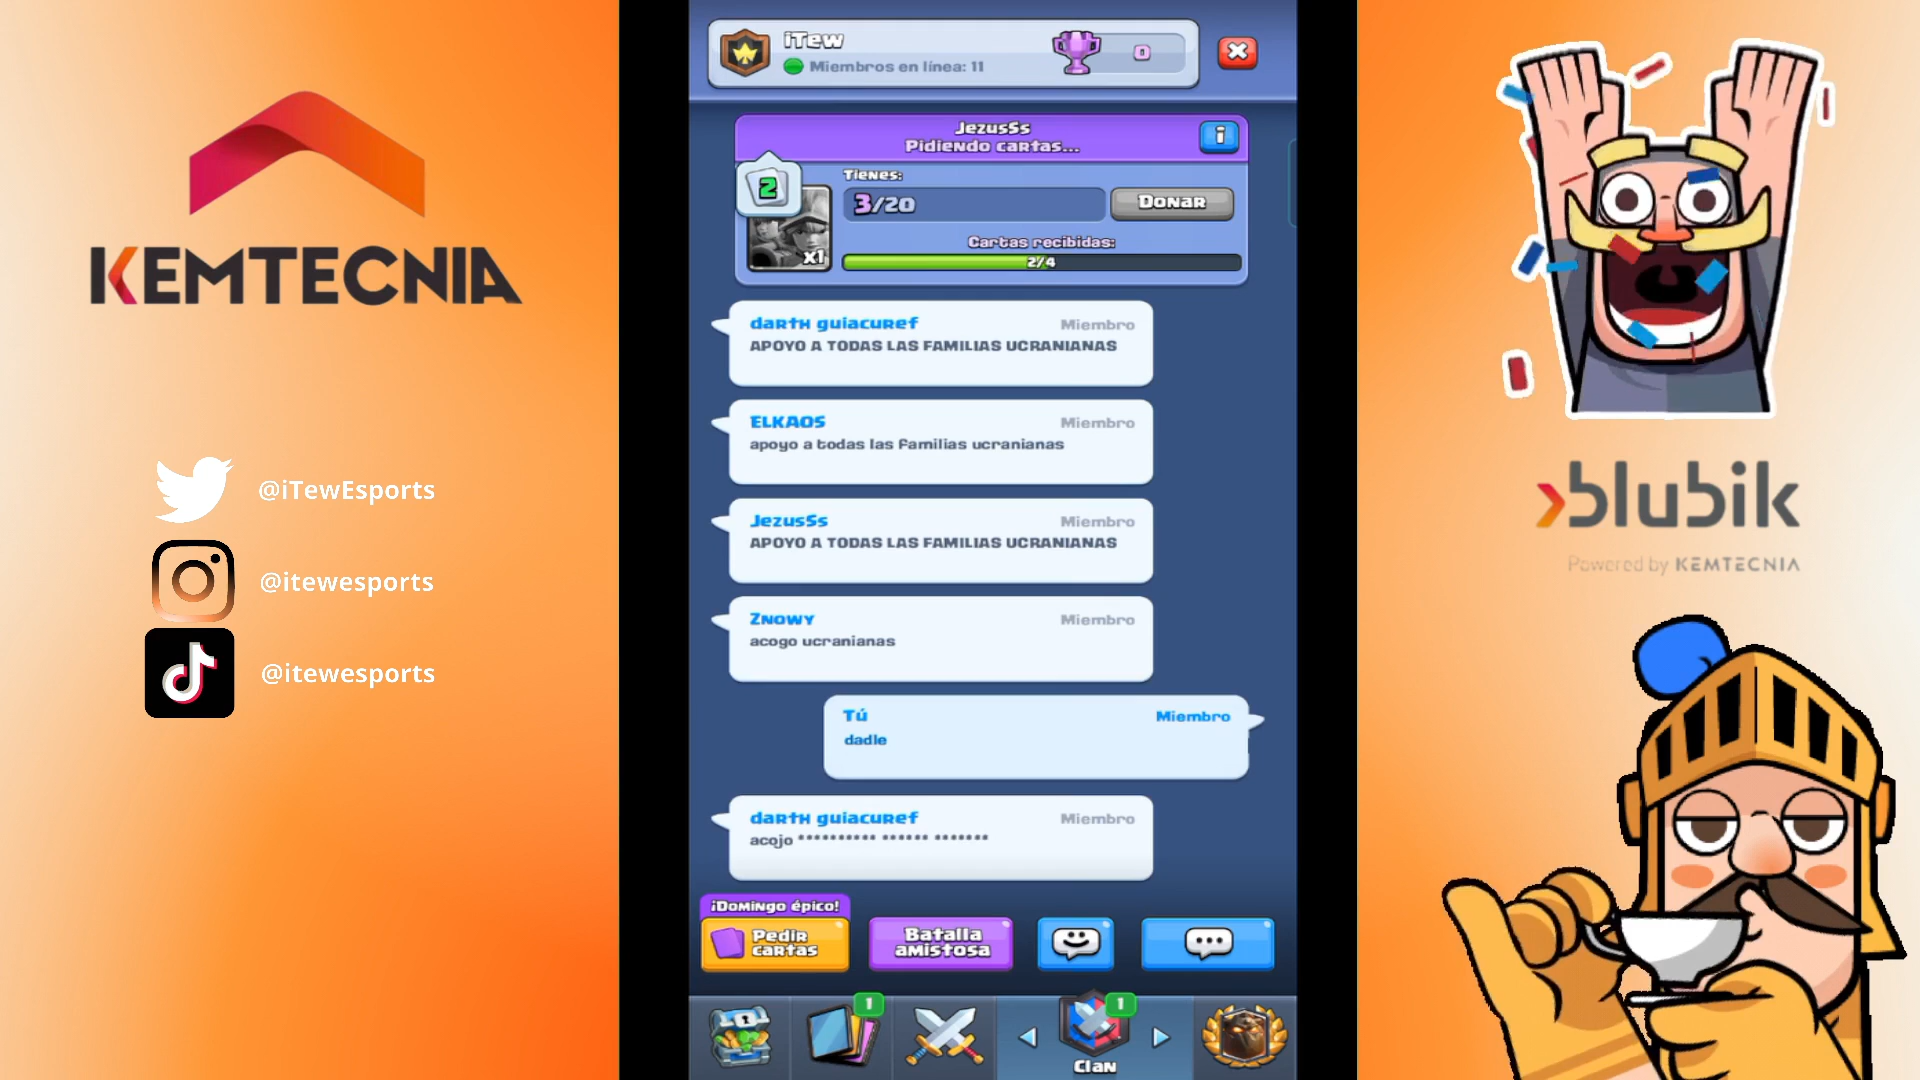 KEMTECNIA
@iTewEsports
@itewesports
@itewesports
iTew
Miembros en línea: 11
0
JezusSs
Pidiendo cartas...
i
2
Tienes:
3/20
Donar
x1
Cartas recibidas:
2/4
darth guiacuref
Miembro
APOYO A TODAS LAS FAMILIAS UCRANIANAS
ELKAOS
Miembro
apoyo a todas las familias ucranianas
JezusSs
Miembro
APOYO A TODAS LAS FAMILIAS UCRANIANAS
Znowy
Miembro
acogo ucranianas
Tú
Miembro
dadle
darth guiacuref
Miembro
acojo ********** ****** *******
¡Domingo épico!
Pedir
cartas
Batalla
amistosa
1
1
Clan
blubik
Powered by KEMTECNIA